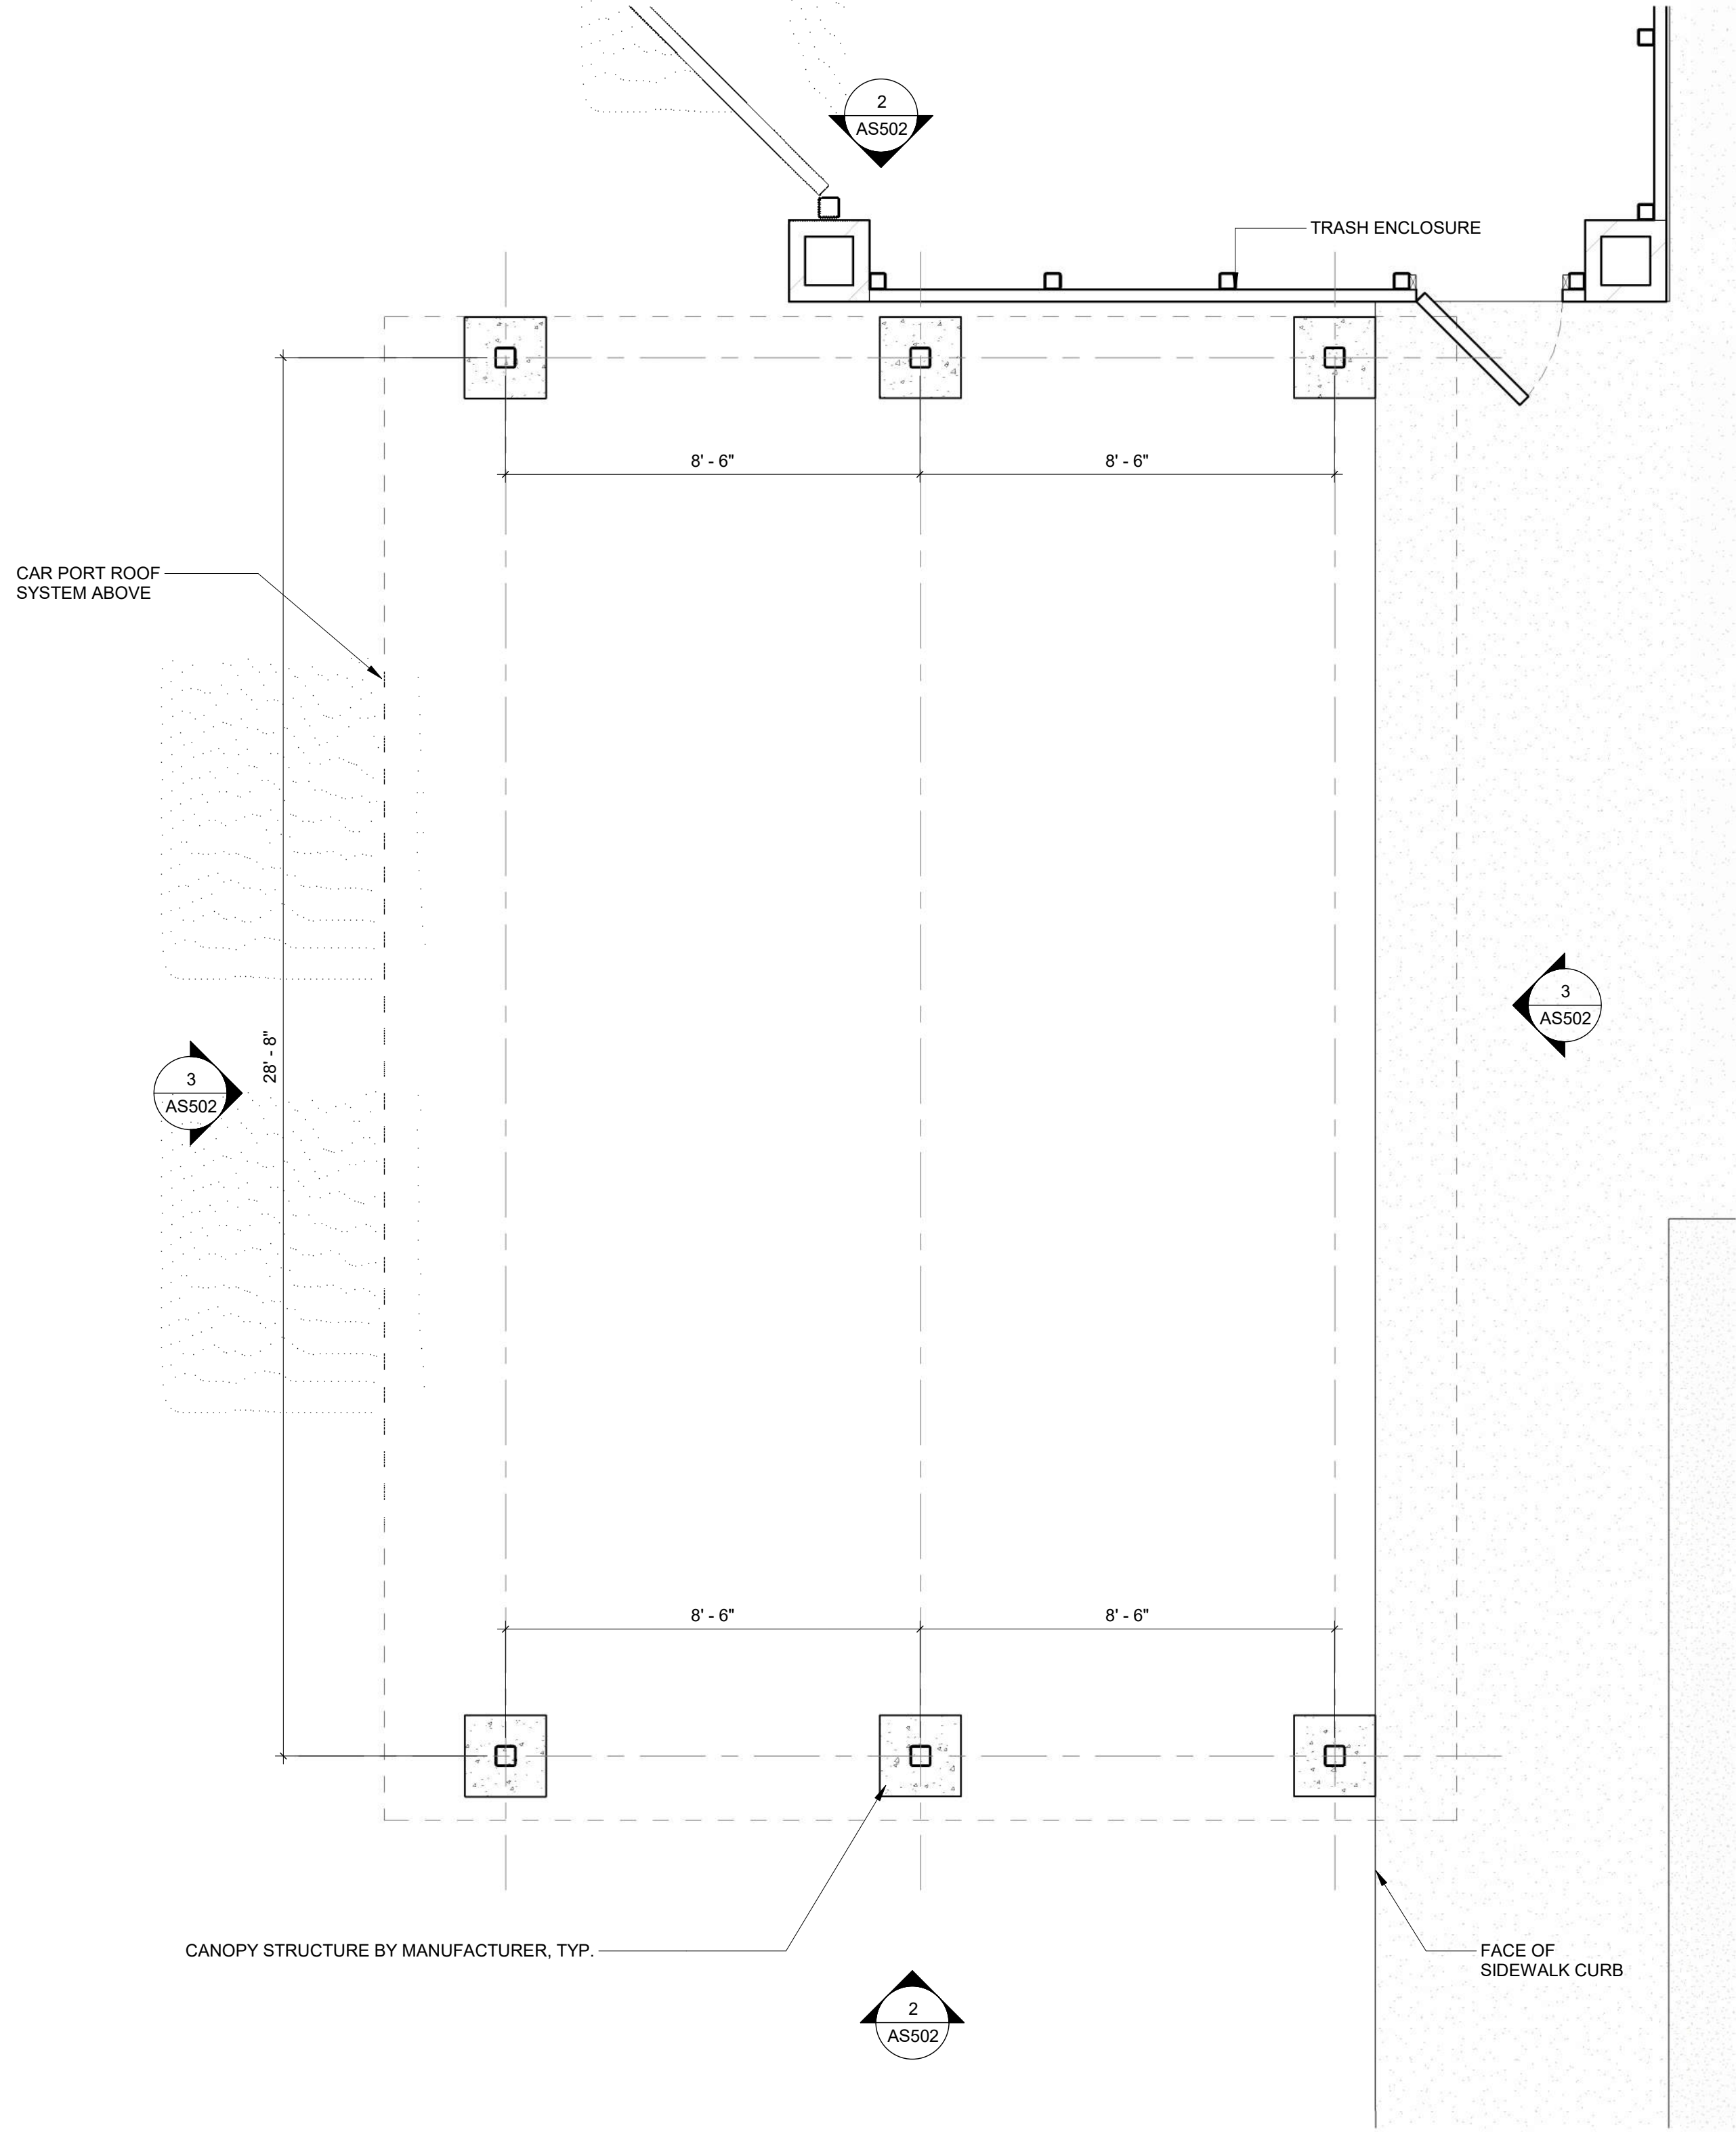 2
AS502
TRASH ENCLOSURE
8' - 6"
8' - 6"
CAR PORT ROOF
SYSTEM ABOVE
3
AS502
28' - 8"
3
AS502
8' - 6"
8' - 6"
CANOPY STRUCTURE BY MANUFACTURER, TYP.
FACE OF
SIDEWALK CURB
2
AS502